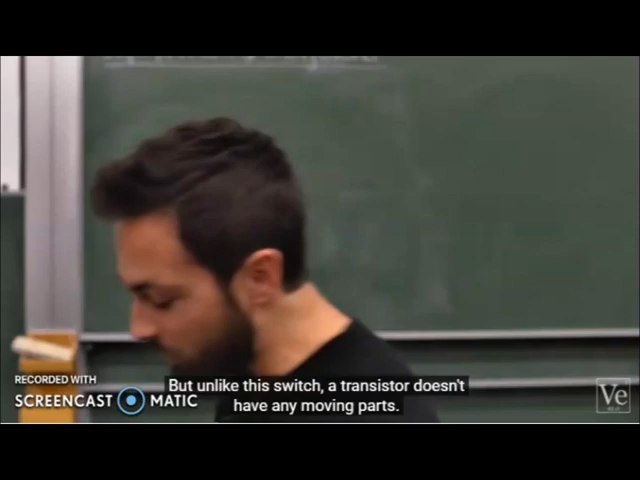 RECORDED WITH
SCREENCAST MATIC
But unlike this switch, a transistor doesn't
have any moving parts.
Ve